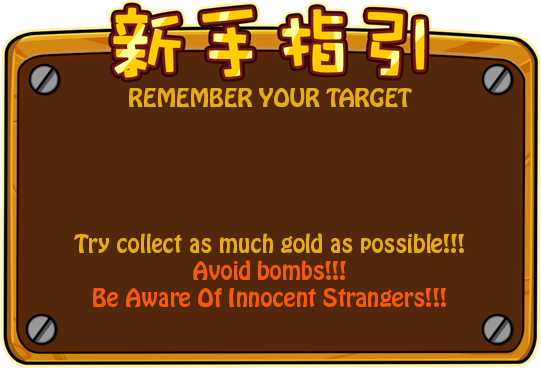 新手指引
REMEMBER YOUR TARGET
Try collect as much gold as possible!!!
Avoid bombs!!!
Be Aware Of Innocent Strangers!!!